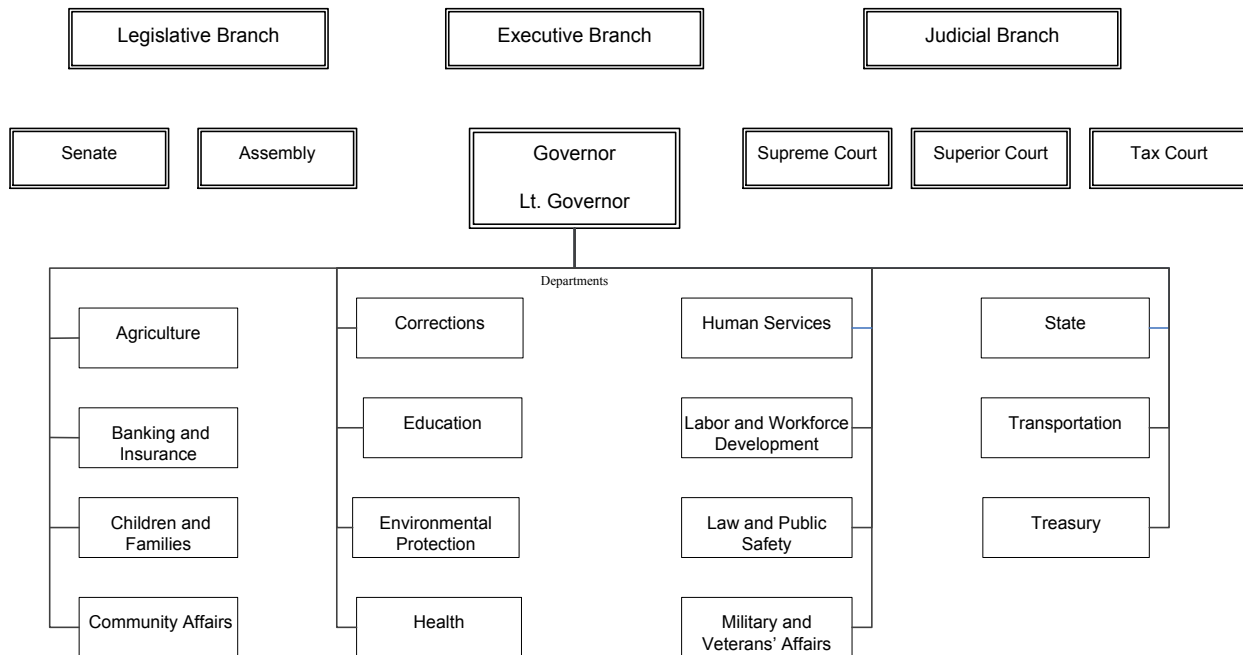 Legislative Branch
Executive Branch
Judicial Branch
Senate
Assembly
Governor
Lt. Governor
Supreme Court
Superior Court
Tax Court
Departments
Agriculture
Banking and
Insurance
Children and
Families
Community Affairs
Corrections
Education
Environmental
Protection
Health
Human Services
Labor and Workforce
Development
Law and Public
Safety
Military and
Veterans’ Affairs
State
Transportation
Treasury